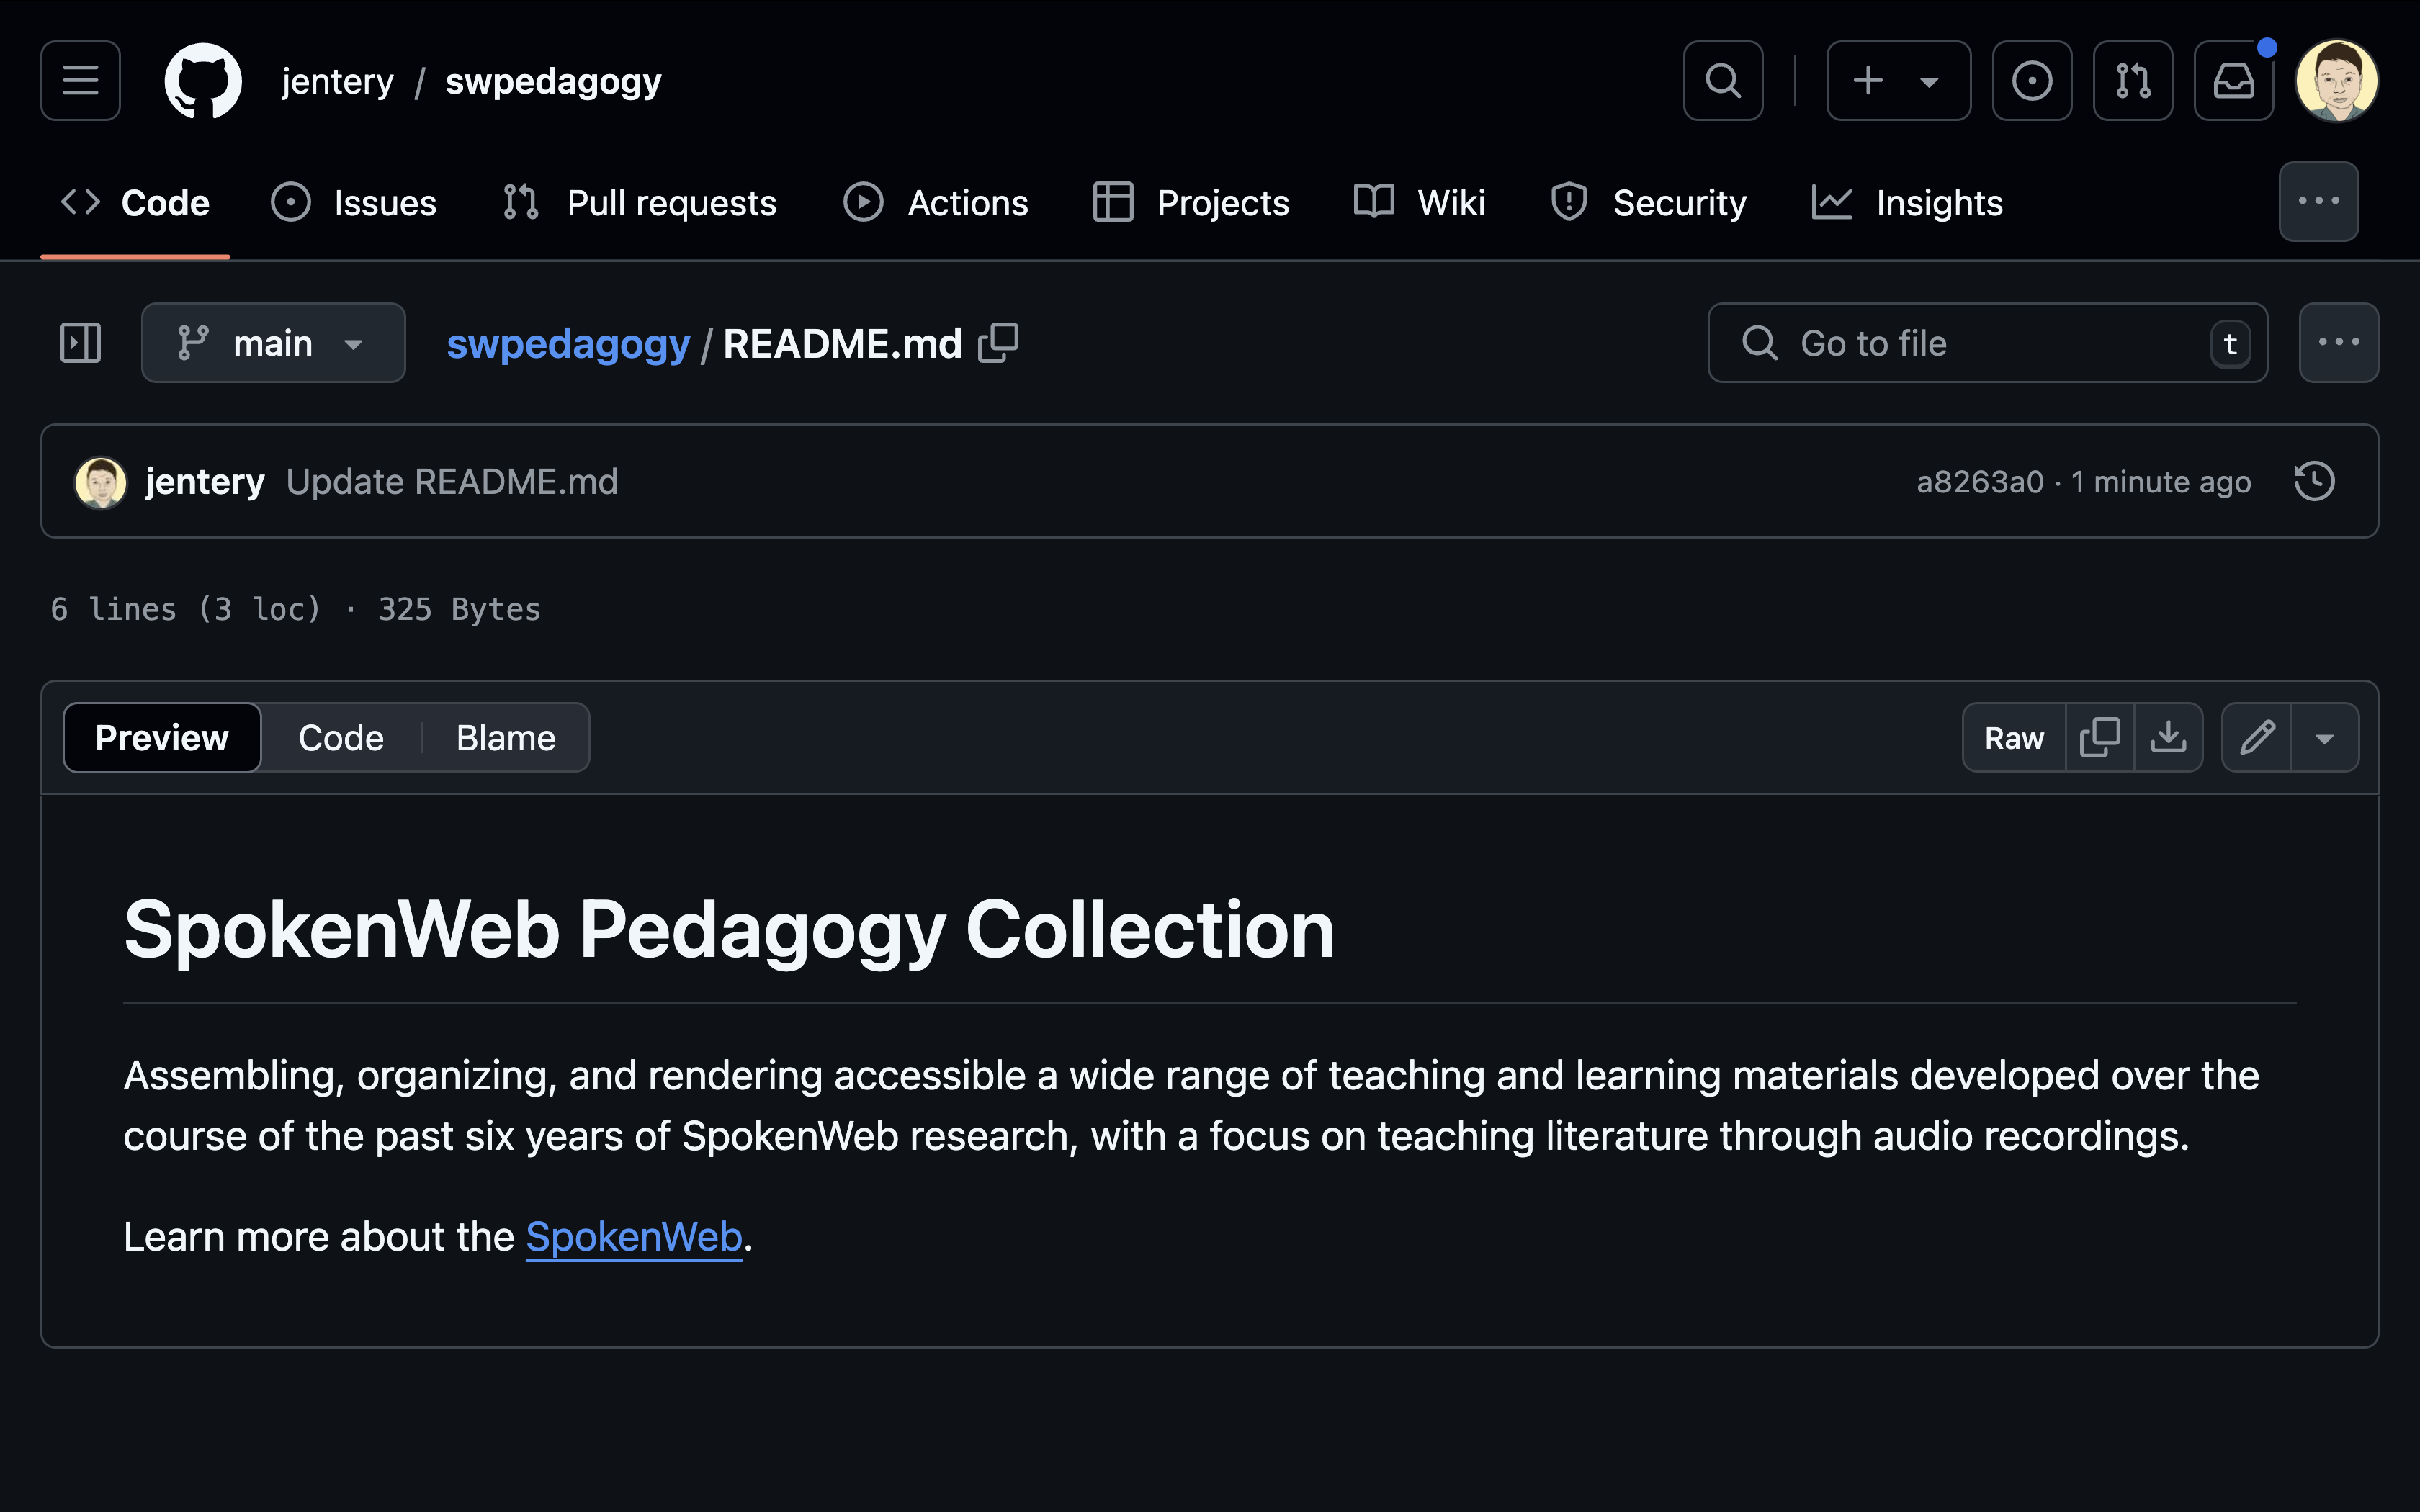 jentery / swpedagogy
Code Issues Pull requests Actions Projects Wiki Security Insights
main swpedagogy / README.md Go to file t
jentery Update README.md a8263a0 · 1 minute ago
6 lines (3 loc) · 325 Bytes
Preview Code Blame Raw
SpokenWeb Pedagogy Collection
Assembling, organizing, and rendering accessible a wide range of teaching and learning materials developed over the
course of the past six years of SpokenWeb research, with a focus on teaching literature through audio recordings.
Learn more about the SpokenWeb.